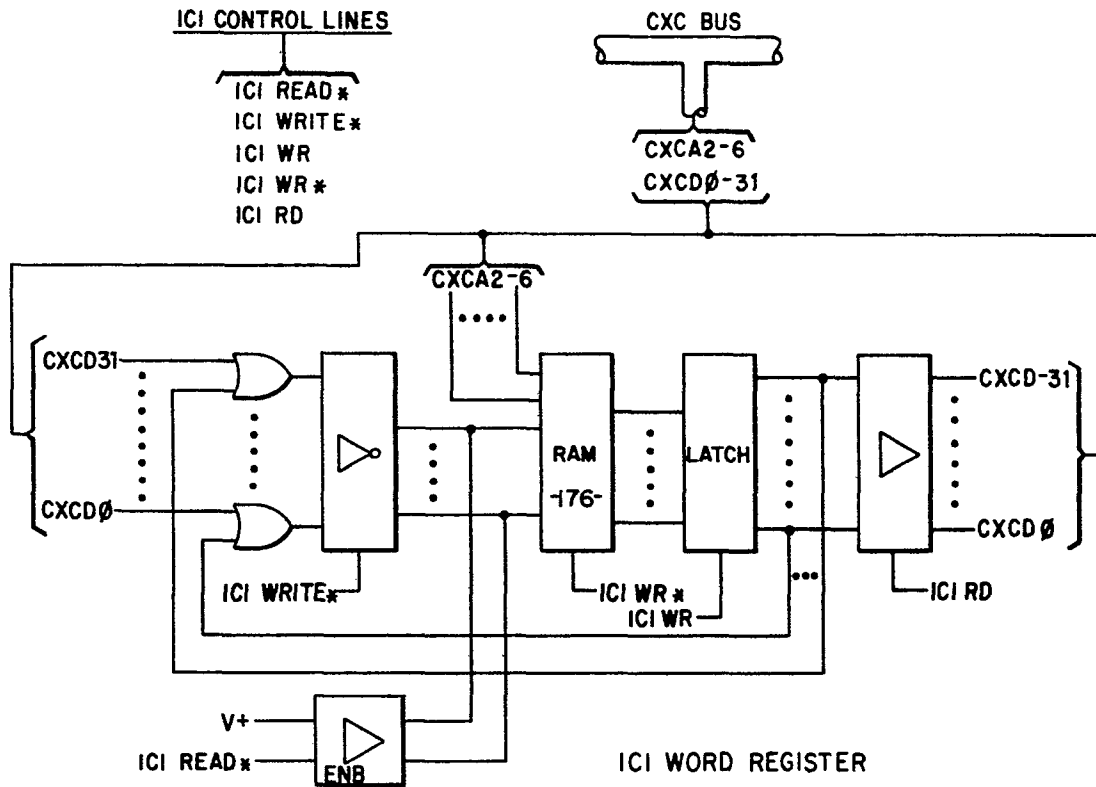 ICI CONTROL LINES
ICI READ*
ICI WRITE*
ICI WR
ICI WR*
ICI RD
CXC BUS
CXCA2-6
CXCDØ-31
CXCA2-6
CXCD31
CXCDØ
RAM
-176-
LATCH
CXCD-31
CXCDØ
ICI WRITE*
ICI WR*
ICI WR
ICI RD
V+
ICI READ*
ENB
ICI WORD REGISTER